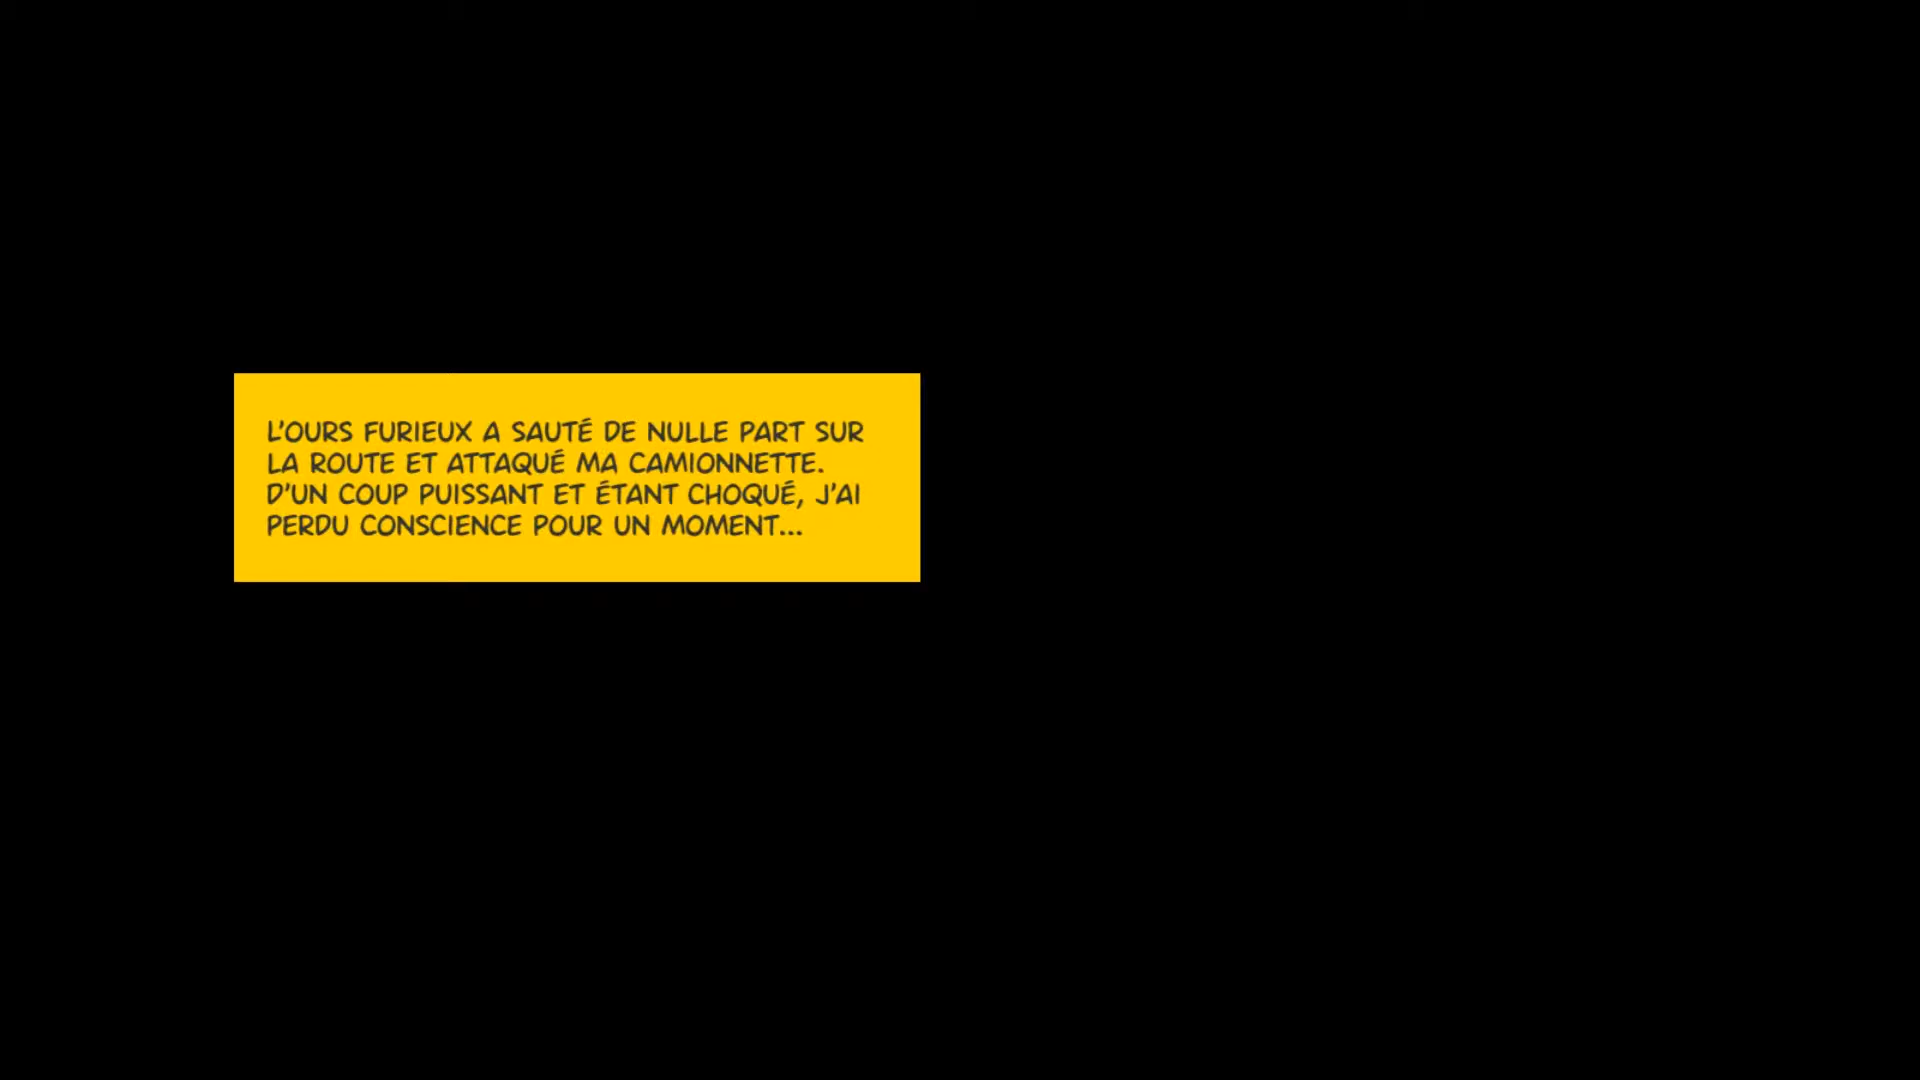 L'OURS FURIEUX A SAUTÉ DE NULLE PART SUR
LA ROUTE ET ATTAQUÉ MA CAMIONNETTE.
D'UN COUP PUISSANT ET ÉTANT CHOQUÉ, J'AI
PERDU CONSCIENCE POUR UN MOMENT...